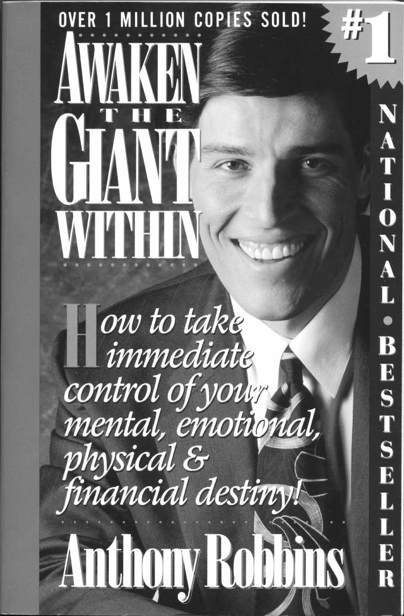 OVER 1 MILLION COPIES SOLD!
#1
AWAKEN
THE
GIANT
WITHIN
NATIONAL • BESTSELLER
How to take
immediate
control of your
mental, emotional,
physical &
financial destiny!
Anthony Robbins